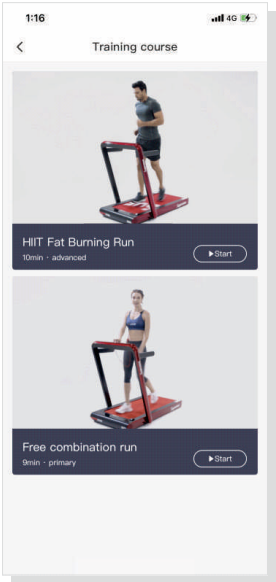 1:16
4G
Training course
HIIT Fat Burning Run
10min · advanced
Start
Free combination run
9min · primary
Start